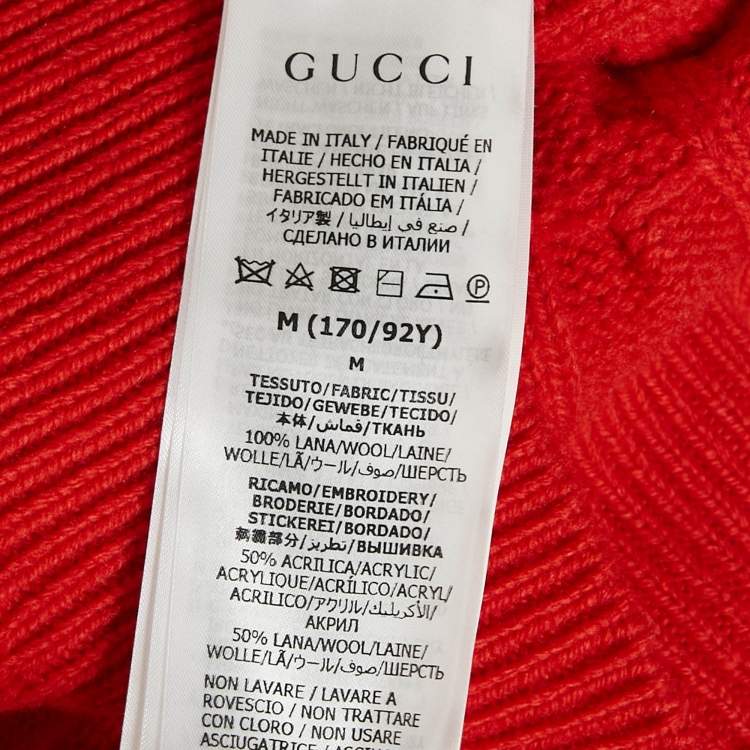 GUCCI
MADE IN ITALY / FABRIQUÉ EN
ITALIE / HECHO EN ITALIA /
HERGESTELLT IN ITALIEN /
FABRICADO EM ITÁLIA /
イタリア製 / صنع في إيطاليا /
СДЕЛАНО В ИТАЛИИ
P
M (170/92Y)
M
TESSUTO/FABRIC/TISSU/
TEJIDO/GEWEBE/TECIDO/
本体/قماش/ТКАНЬ
100% LANA/WOOL/LAINE/
WOLLE/LÃ/ウール/صوف/ШЕРСТЬ
RICAMO/EMBROIDERY/
BRODERIE/BORDADO/
STICKEREI/BORDADO/
刺繍部分/تطريز/ВЫШИВКА
50% ACRILICA/ACRYLIC/
ACRYLIQUE/ACRÍLICO/ACRYL/
ACRILICO/アクリル/الأكريليك/
АКРИЛ
50% LANA/WOOL/LAINE/
WOLLE/LÃ/ウール/صوف/ШЕРСТЬ
NON LAVARE / LAVARE A
ROVESCIO / NON TRATTARE
CON CLORO / NON USARE
ASCIUGATRICE / ASCIU